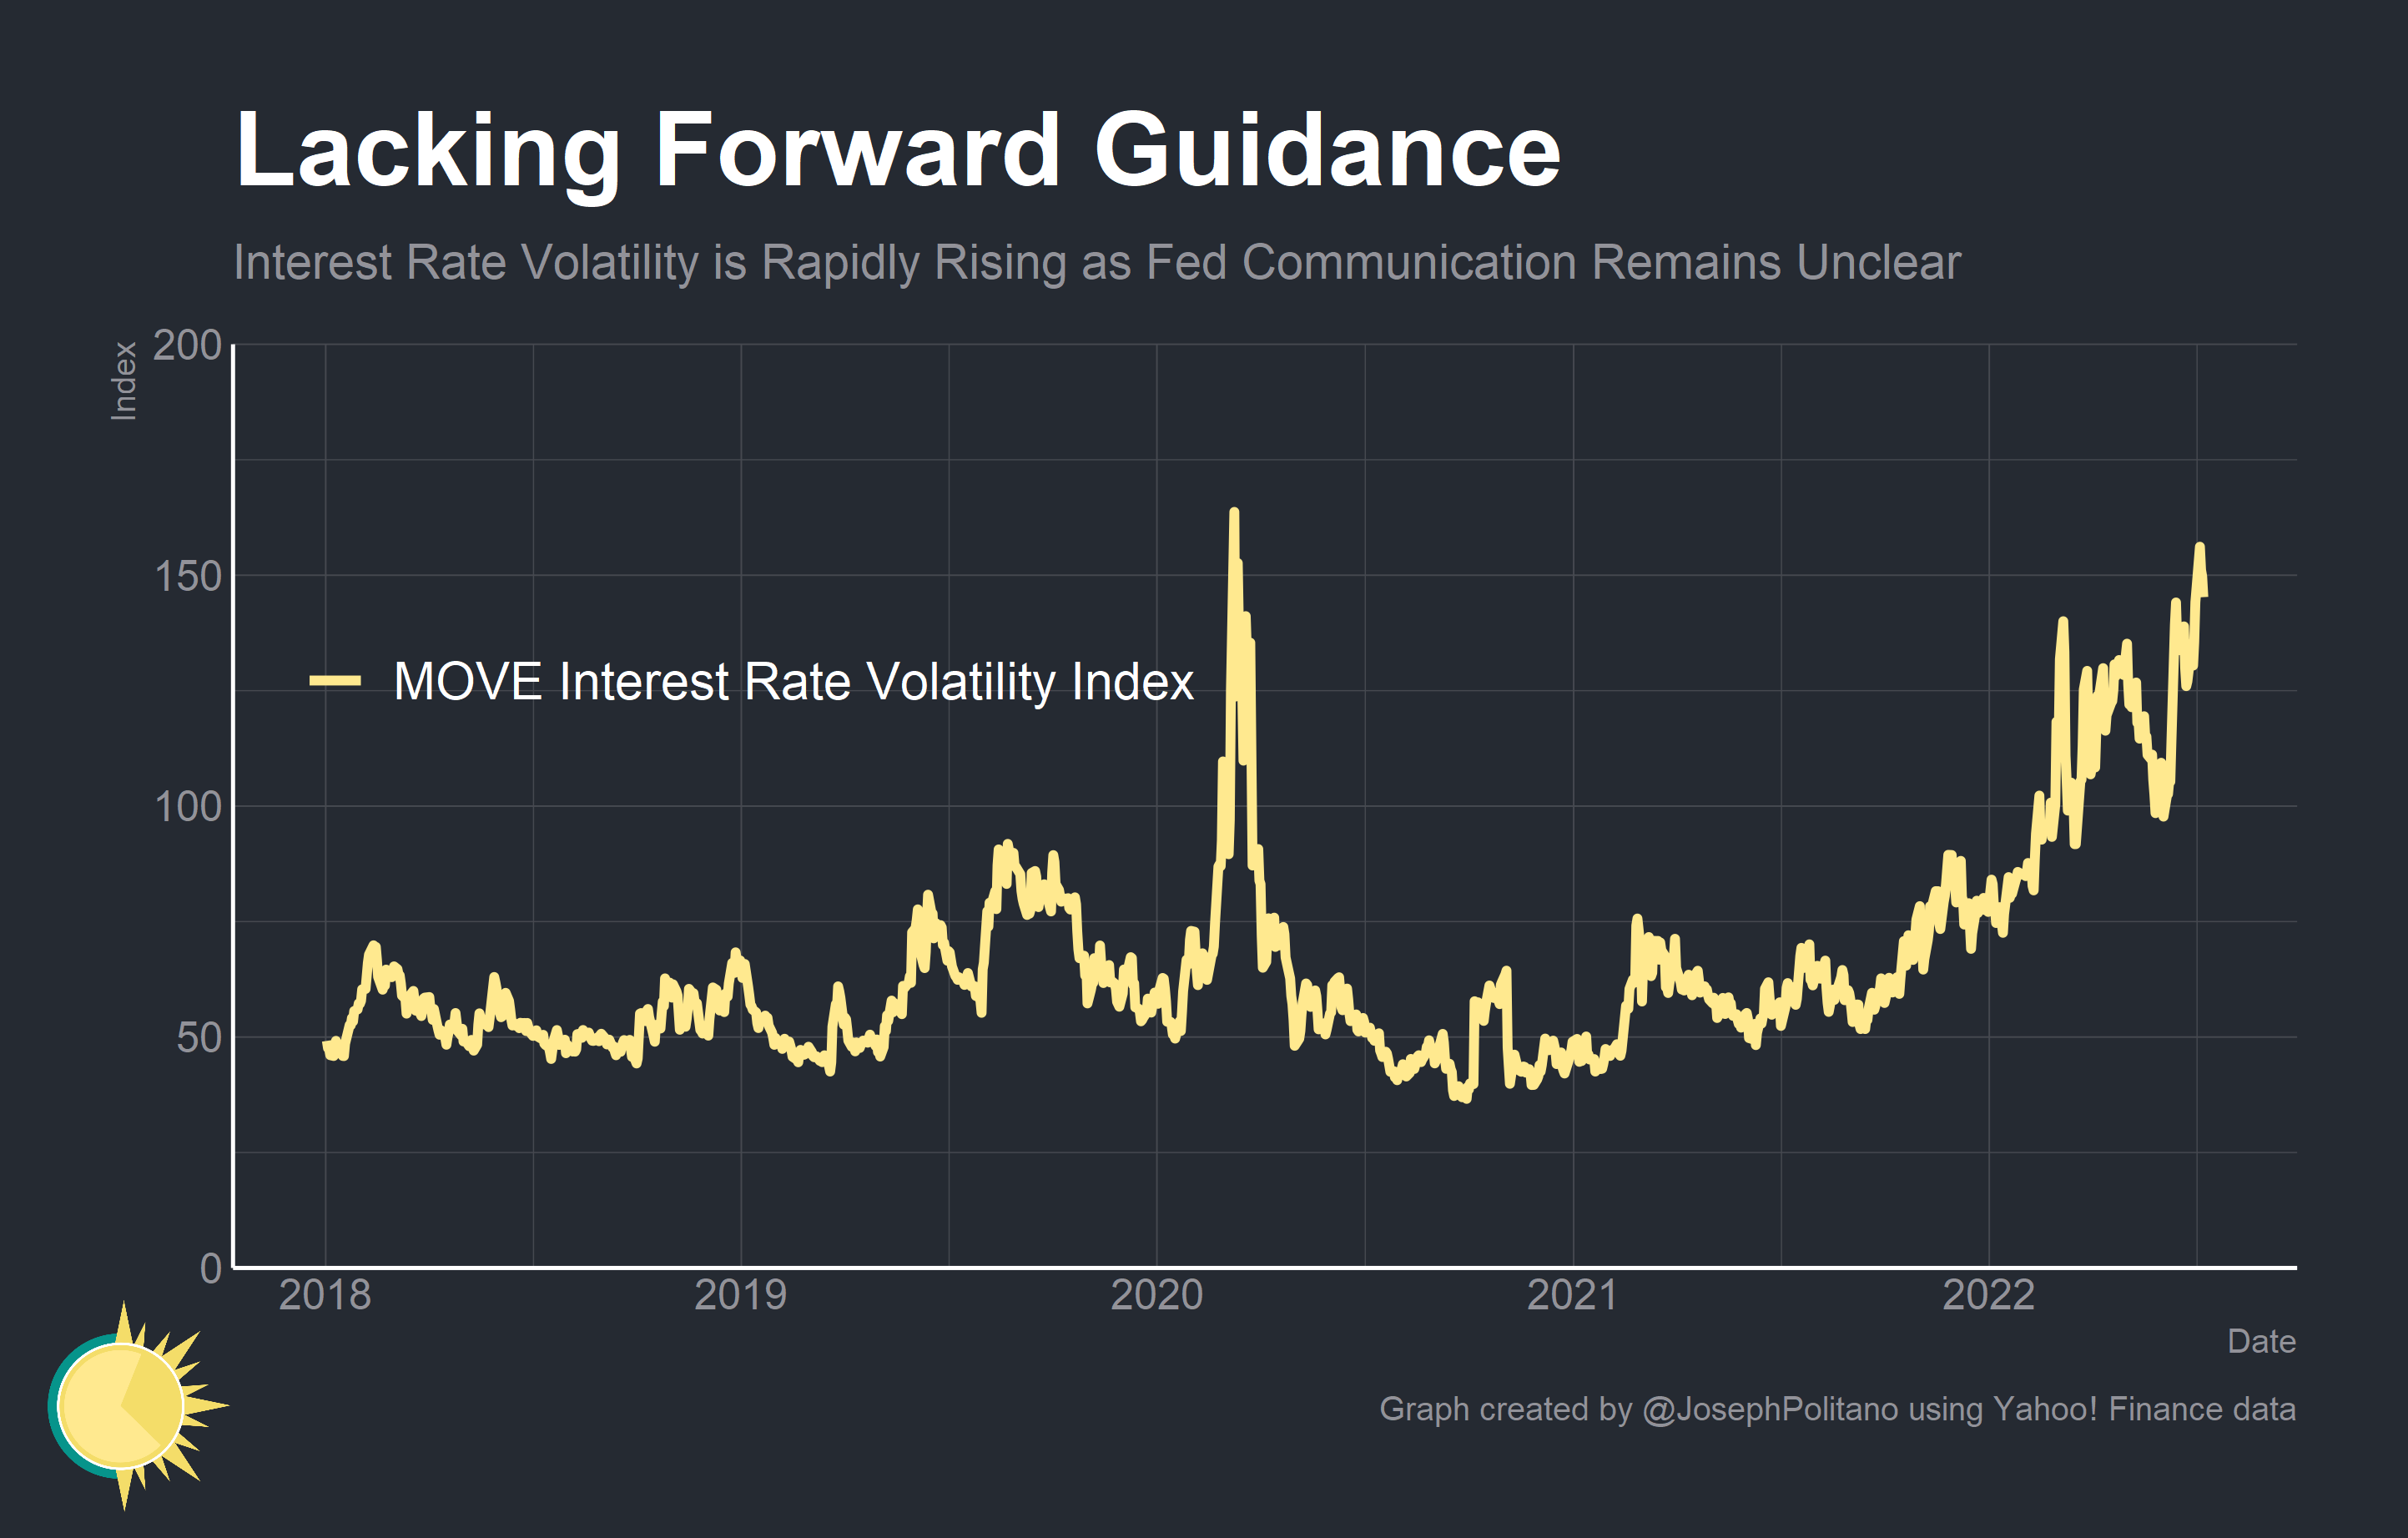 Lacking Forward Guidance
Interest Rate Volatility is Rapidly Rising as Fed Communication Remains Unclear
Index
200
150
100
50
0
MOVE Interest Rate Volatility Index
2018
2019
2020
2021
2022
Date
Graph created by @JosephPolitano using Yahoo! Finance data